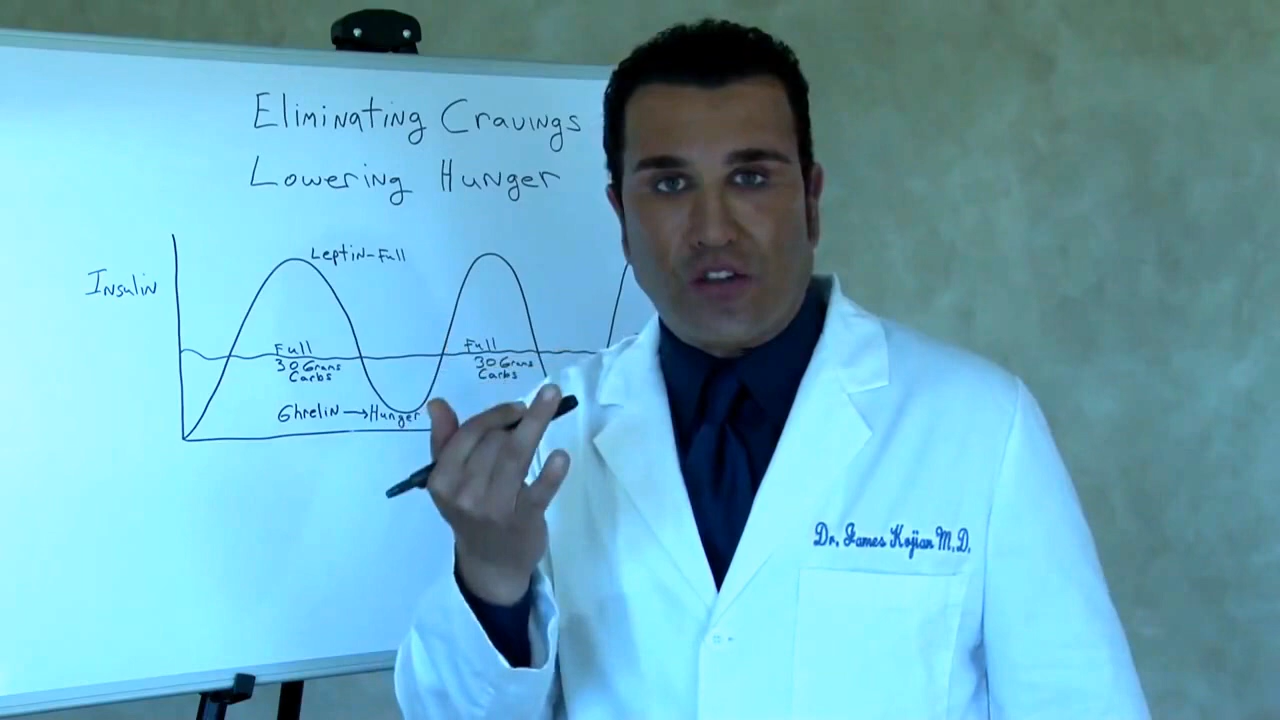 Eliminating Cravings
Lowering Hunger
Leptin-Full
Insulin
Full
30 Grams
Carbs
Full
30 Grams
Carbs
Ghrelin → Hunger
Dr. James Kojian M.D.